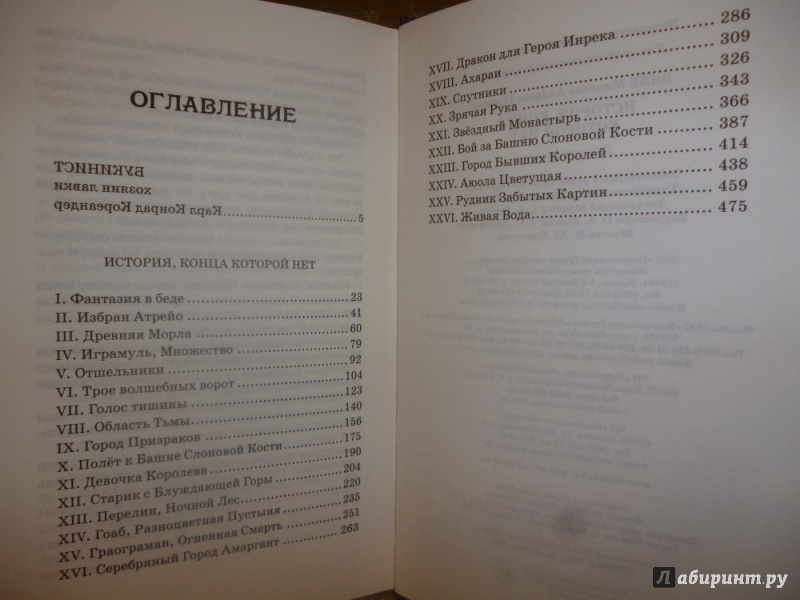 ОГЛАВЛЕНИЕ
БУКИНИСТ
хозяин лавки
Карл Конрад Кореандер 5
ИСТОРИЯ, КОНЦА КОТОРОЙ НЕТ
I. Фантазия в беде 23
II. Избран Атрейо 41
III. Древняя Морла 60
IV. Играмуль, Множество 79
V. Отшельники 92
VI. Трое волшебных ворот 104
VII. Голос тишины 123
VIII. Область Тьмы 140
IX. Город Призраков 156
X. Полёт к Башне Слоновой Кости 175
XI. Девочка Королева 190
XII. Старик с Блуждающей Горы 204
XIII. Перелин, Ночной Лес 220
XIV. Гоаб, Разноцветная Пустыня 235
XV. Граограман, Огненная Смерть 251
XVI. Серебряный Город Амаргант 263
XVII. Дракон для Героя Инрека 286
XVIII. Ахараи 309
XIX. Спутники 326
XX. Зрячая Рука 343
XXI. Звёздный Монастырь 366
XXII. Бой за Башню Слоновой Кости 387
XXIII. Город Бывших Королей 414
XXIV. Аюола Цветущая 438
XXV. Рудник Забытых Картин 459
XXVI. Живая Вода 475
Лабиринт.ру